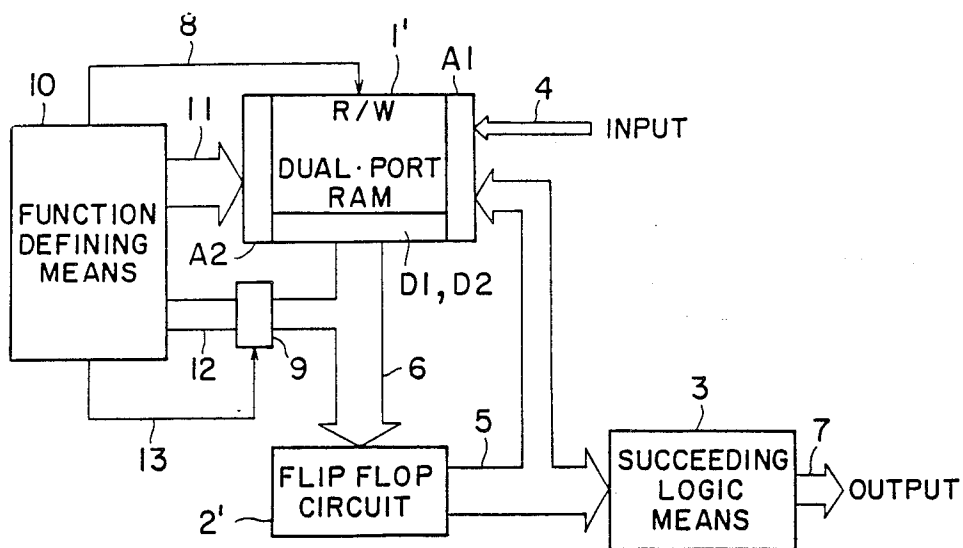 8
1'
A1
10
R/W
4
INPUT
11
DUAL·PORT
RAM
FUNCTION
DEFINING
MEANS
A2
D1, D2
12
9
6
13
5
3
7
FLIP FLOP
CIRCUIT
2'
SUCCEEDING
LOGIC
MEANS
OUTPUT